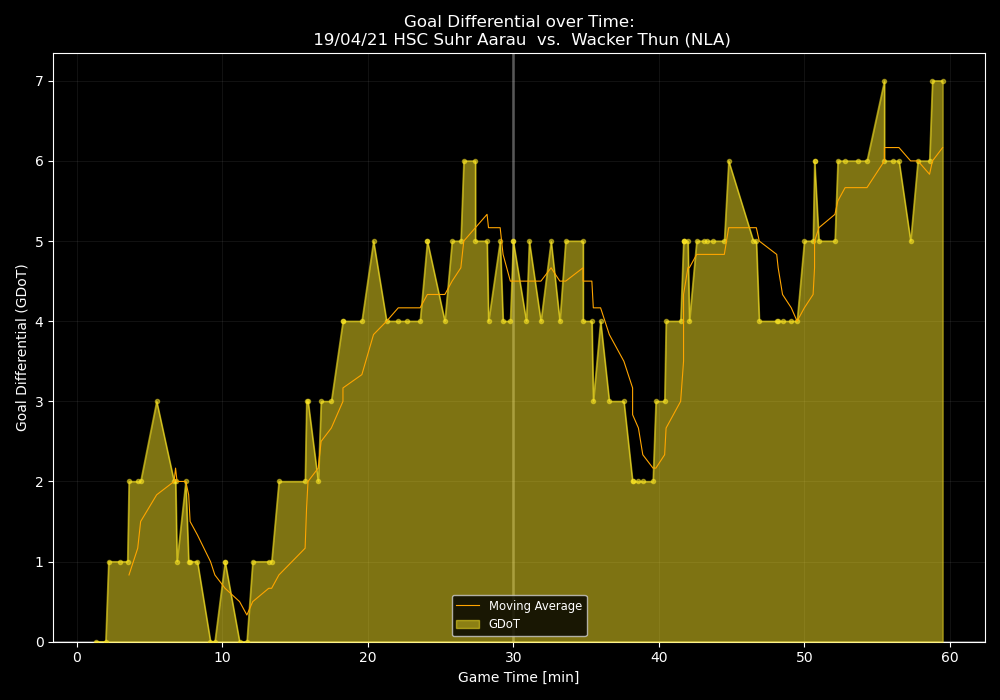 Goal Differential over Time:
19/04/21 HSC Suhr Aarau  vs.  Wacker Thun (NLA)
Goal Differential (GDoT)
7
6
5
4
3
2
1
0
Moving Average
GDoT
0 10 20 30 40 50 60
Game Time [min]